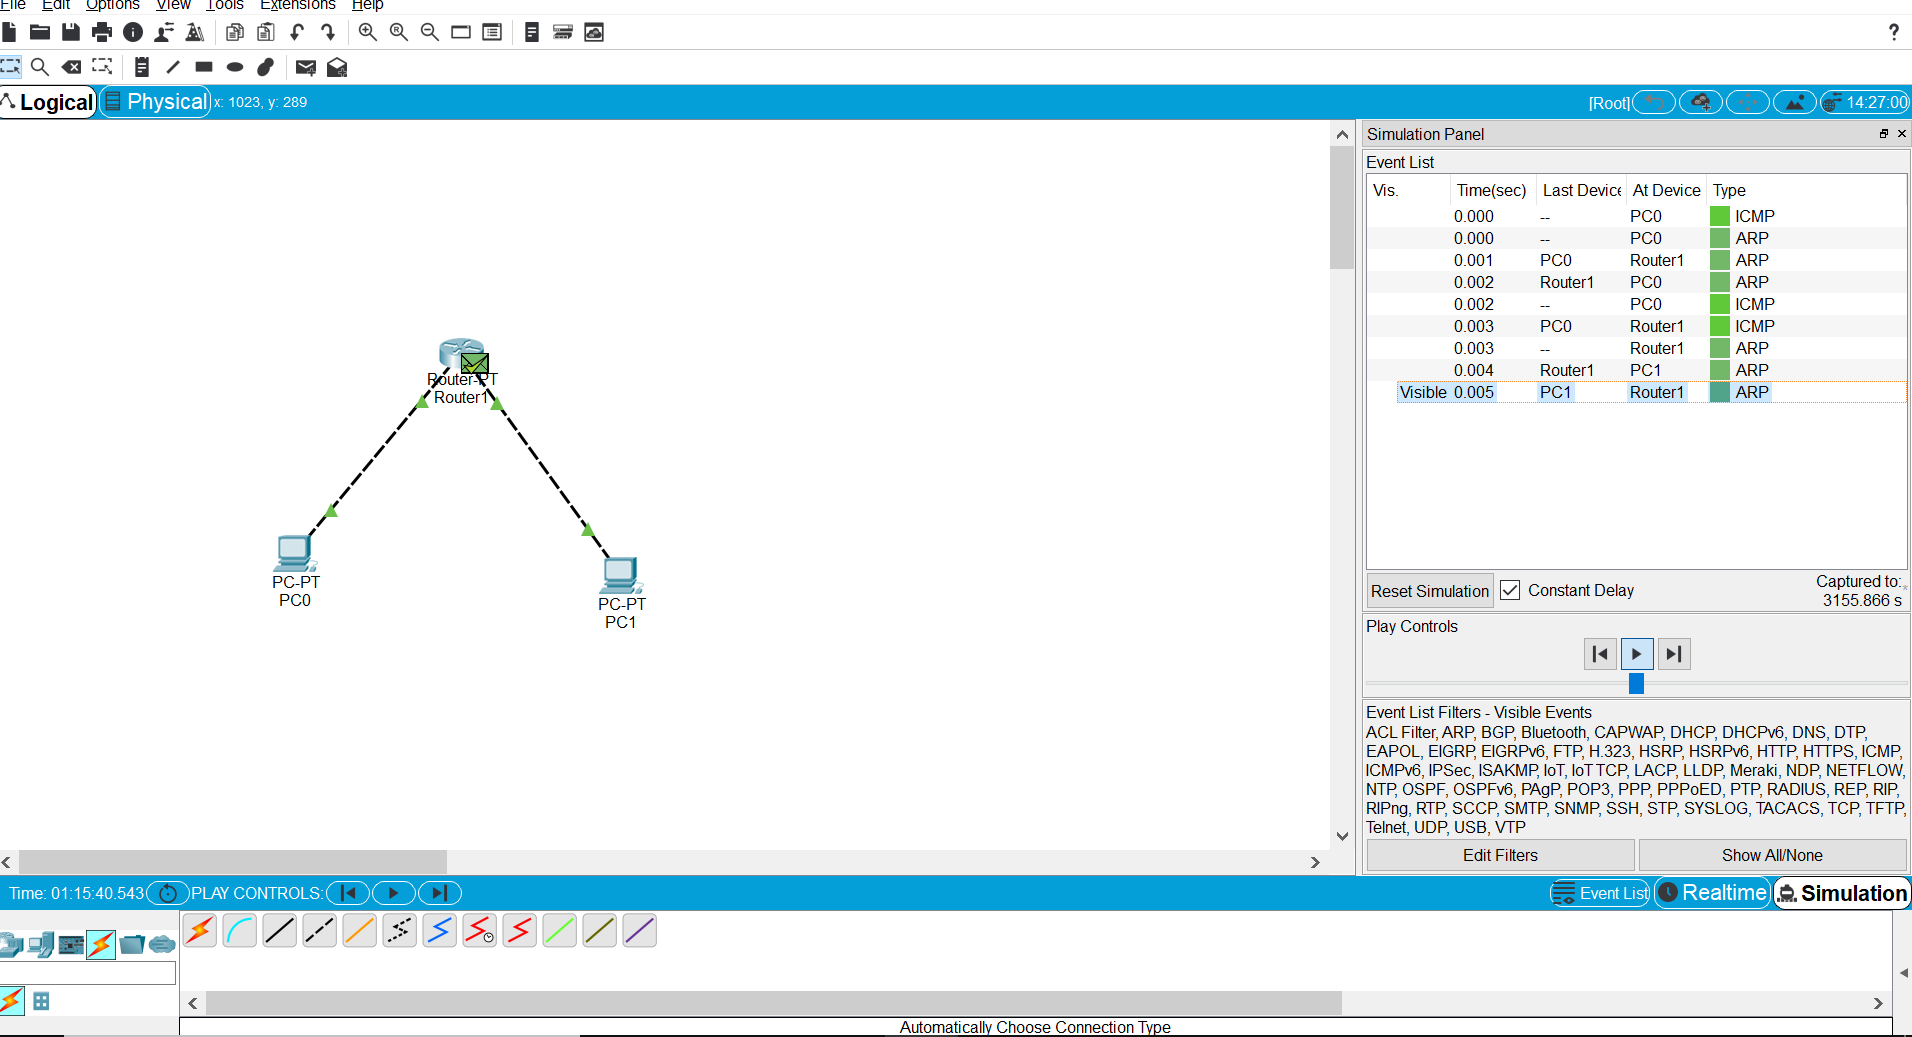 File Edit Options View Tools Extensions Help
?
Logical Physical x: 1023, y: 289 [Root] 14:27:00
Simulation Panel
Event List
Vis. Time(sec) Last Device At Device Type
0.000 -- PC0 ICMP
0.000 -- PC0 ARP
0.001 PC0 Router1 ARP
0.002 Router1 PC0 ARP
0.002 -- PC0 ICMP
0.003 PC0 Router1 ICMP
0.003 -- Router1 ARP
0.004 Router1 PC1 ARP
Visible 0.005 PC1 Router1 ARP
Router-PT
Router1
PC-PT
PC0
PC-PT
PC1
Reset Simulation Constant Delay Captured to:
3155.866 s
Play Controls
Event List Filters - Visible Events
ACL Filter, ARP, BGP, Bluetooth, CAPWAP, DHCP, DHCPv6, DNS, DTP,
EAPOL, EIGRP, EIGRPv6, FTP, H.323, HSRP, HSRPv6, HTTP, HTTPS, ICMP,
ICMPv6, IPSec, ISAKMP, IoT, IoT TCP, LACP, LLDP, Meraki, NDP, NETFLOW,
NTP, OSPF, OSPFv6, PAgP, POP3, PPP, PPPoED, PTP, RADIUS, REP, RIP,
RIPng, RTP, SCCP, SMTP, SNMP, SSH, STP, SYSLOG, TACACS, TCP, TFTP,
Telnet, UDP, USB, VTP
Edit Filters Show All/None
Time: 01:15:40.543 PLAY CONTROLS: Event List Realtime Simulation
Automatically Choose Connection Type